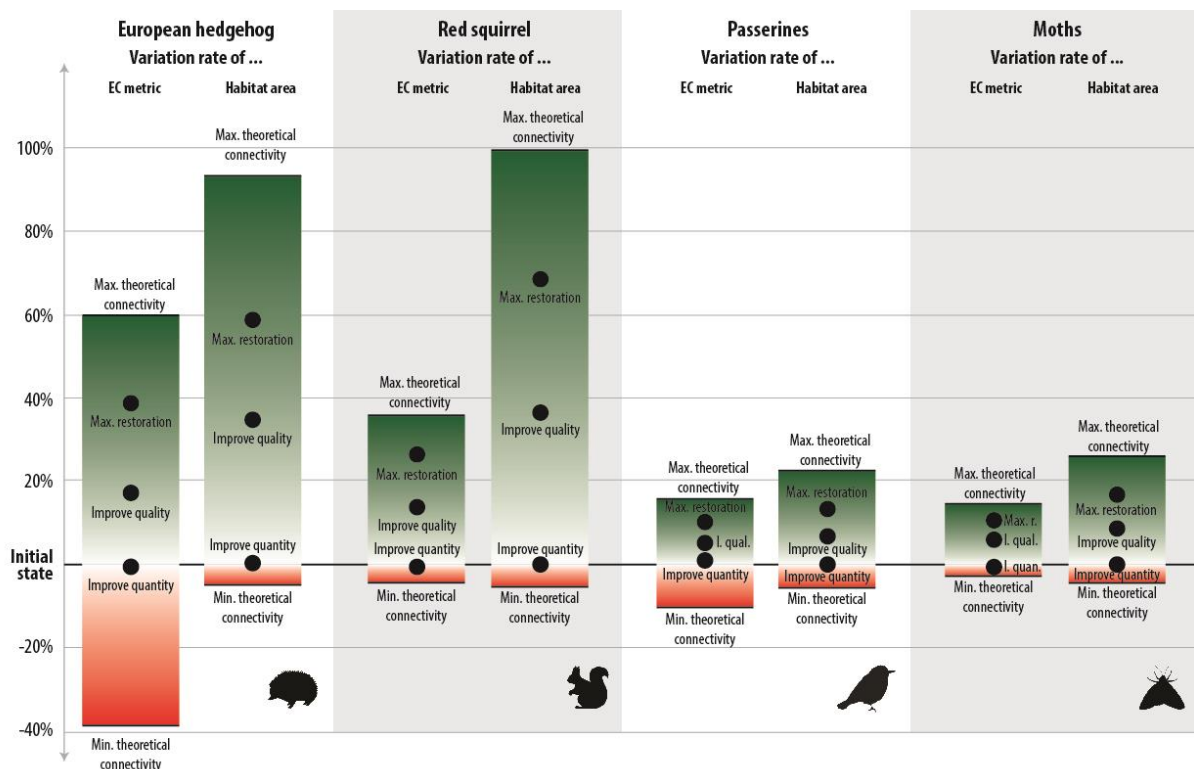 European hedgehog
Variation rate of ...
EC metric
Habitat area
Red squirrel
Variation rate of ...
EC metric
Habitat area
Passerines
Variation rate of ...
EC metric
Habitat area
Moths
Variation rate of ...
EC metric
Habitat area
100%
80%
60%
40%
20%
Initial
state
-20%
-40%
Max. theoretical
connectivity
Max. restoration
Improve quality
Improve quantity
Min. theoretical
connectivity
Max. theoretical
connectivity
Max. restoration
Improve quality
Improve quantity
Min. theoretical
connectivity
Max. theoretical
connectivity
Max. restoration
Improve quality
Improve quantity
Min. theoretical
connectivity
Max. theoretical
connectivity
Max. restoration
Improve quality
Improve quantity
Min. theoretical
connectivity
Max. theoretical
connectivity
Max. restoration
I. qual.
Improve quantity
Min. theoretical
connectivity
Max. theoretical
connectivity
Max. restoration
Improve quality
Improve quantity
Min. theoretical
connectivity
Max. theoretical
connectivity
Max. r.
I. qual.
I. quan.
Min. theoretical
connectivity
Max. theoretical
connectivity
Max. restoration
Improve quality
Improve quantity
Min. theoretical
connectivity